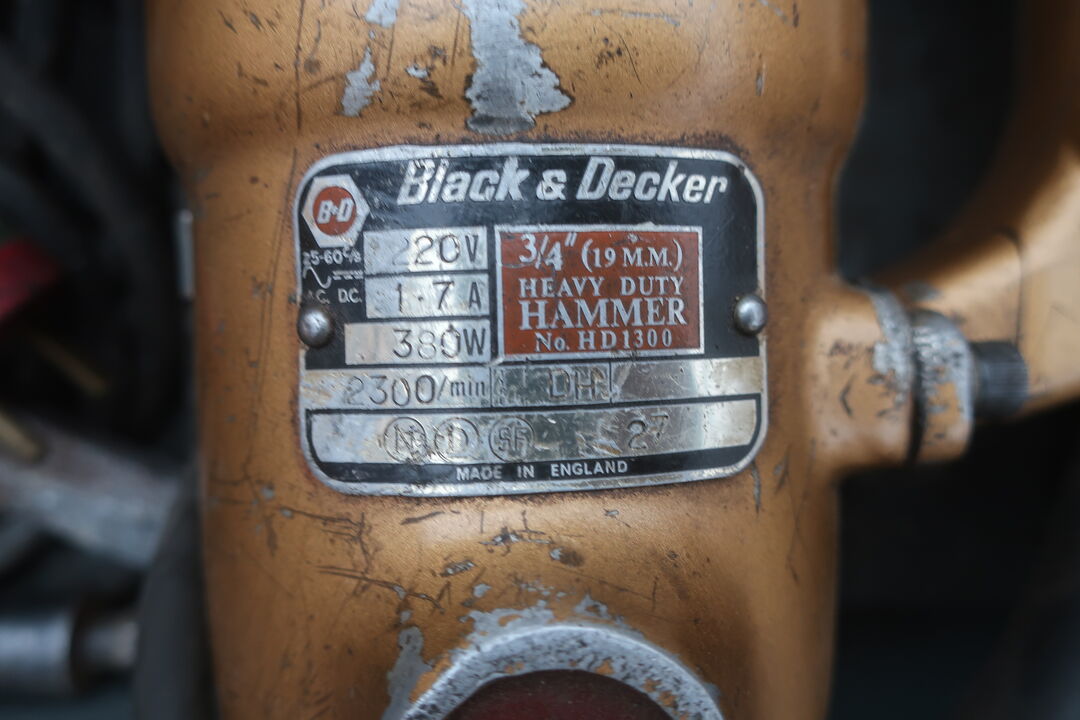 Black & Decker
B&D
25-60 c/s
A.C. D.C.
220V
1·7 A
380W
3/4" (19 M.M.)
HEAVY DUTY
HAMMER
No. HD1300
2300/min
DH
27
MADE IN ENGLAND